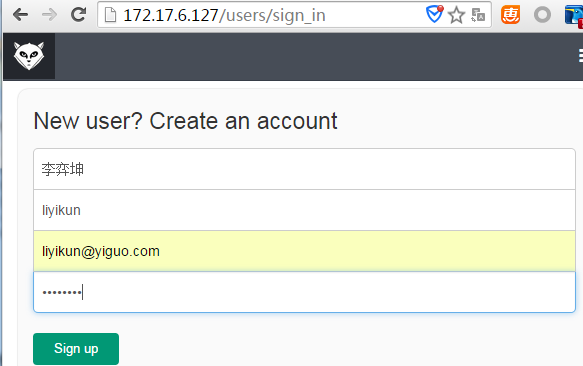 172.17.6.127/users/sign_in
New user? Create an account
李弈坤
liyikun
liyikun@yiguo.com
••••••••
Sign up